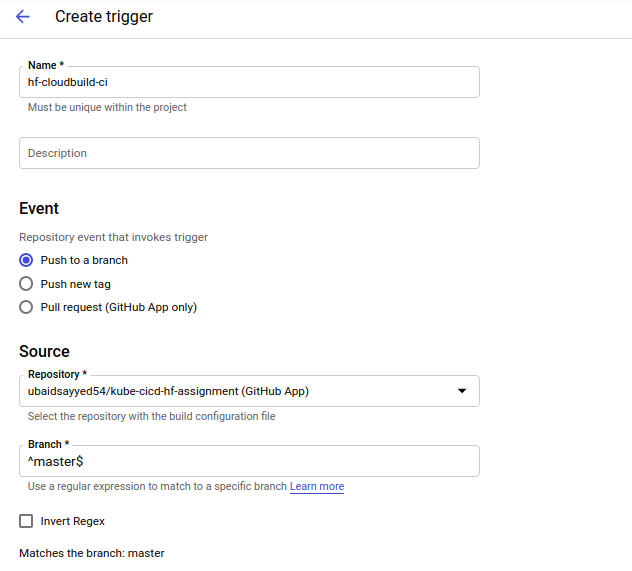 Create trigger
Name *
hf-cloudbuild-ci
Must be unique within the project
Description
Event
Repository event that invokes trigger
Push to a branch
Push new tag
Pull request (GitHub App only)
Source
Repository *
ubaidsayyed54/kube-cicd-hf-assignment (GitHub App)
Select the repository with the build configuration file
Branch *
^master$
Use a regular expression to match to a specific branch Learn more
Invert Regex
Matches the branch: master